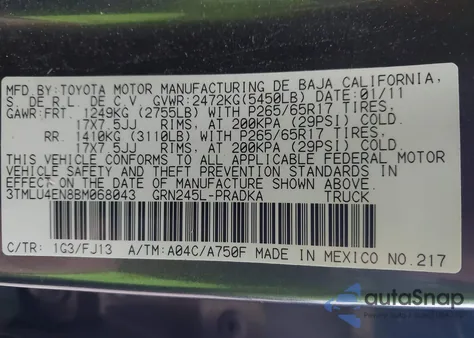 MFD.BY:TOYOTA MOTOR MANUFACTURING DE BAJA CALIFORNIA,
S. DE R.L. DE C.V. GVWR:2472KG(5450LB) DATE:01/11
GAWR:FRT. 1249KG (2755LB) WITH P265/65R17 TIRES,
17X7.5JJ RIMS, AT 200KPA (29PSI) COLD.
RR. 1410KG (3110LB) WITH P265/65R17 TIRES,
17X7.5JJ RIMS, AT 200KPA (29PSI) COLD.
THIS VEHICLE CONFORMS TO ALL APPLICABLE FEDERAL MOTOR
VEHICLE SAFETY AND THEFT PREVENTION STANDARDS IN
EFFECT ON THE DATE OF MANUFACTURE SHOWN ABOVE.
3TMLU4EN8BM068043 GRN245L-PRADKA TRUCK
C/TR: 1G3/FJ13 A/TM:A04C/A750F MADE IN MEXICO NO.217
autaSnap